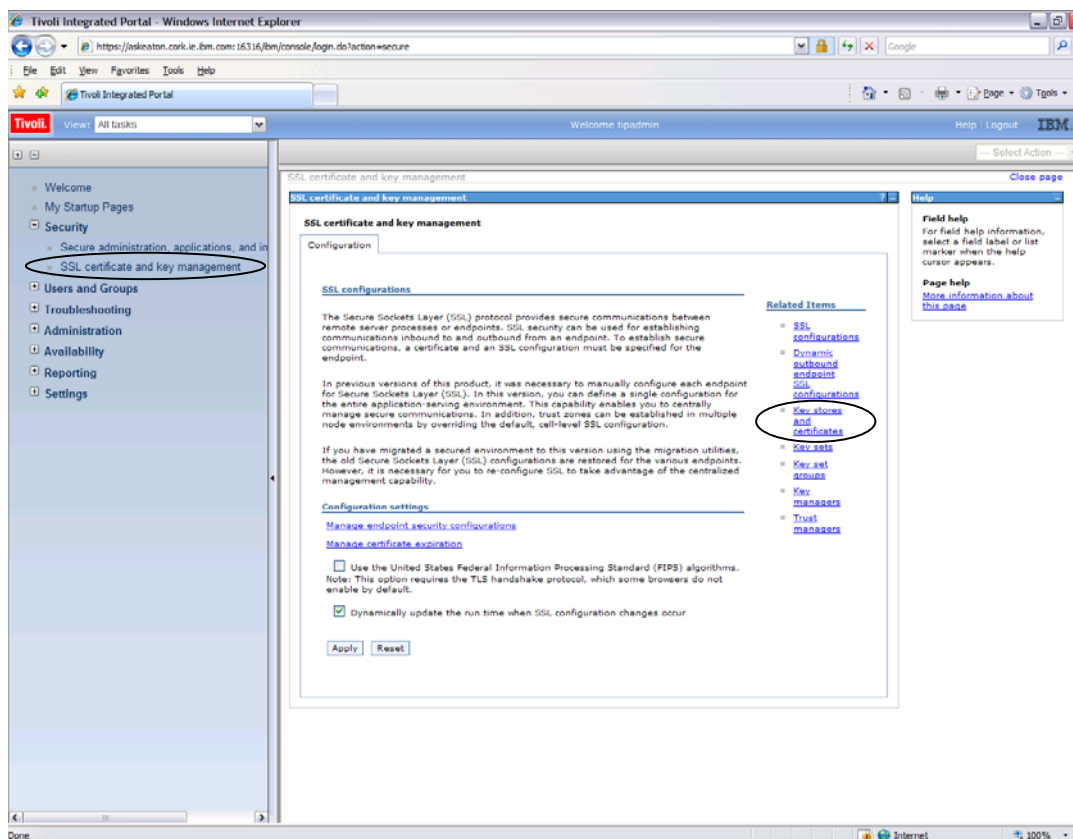 Tivoli Integrated Portal - Windows Internet Explorer
https://askeaton.cork.ie.ibm.com:16316/ibm/console/login.do?action=secure
Google
File Edit View Favorites Tools Help
Tivoli Integrated Portal
Page
Tools
Tivoli.
View: All tasks
Welcome tipadmin
Help | Logout
IBM.
--- Select Action ---
Welcome
My Startup Pages
Security
Secure administration, applications, and in
SSL certificate and key management
Users and Groups
Troubleshooting
Administration
Availability
Reporting
Settings
SSL certificate and key management
Close page
SSL certificate and key management
? –
SSL certificate and key management
Configuration
SSL configurations
The Secure Sockets Layer (SSL) protocol provides secure communications between
remote server processes or endpoints. SSL security can be used for establishing
communications inbound to and outbound from an endpoint. To establish secure
communications, a certificate and an SSL configuration must be specified for the
endpoint.
In previous versions of this product, it was necessary to manually configure each endpoint
for Secure Sockets Layer (SSL). In this version, you can define a single configuration for
the entire application-serving environment. This capability enables you to centrally
manage secure communications. In addition, trust zones can be established in multiple
node environments by overriding the default, cell-level SSL configuration.
If you have migrated a secured environment to this version using the migration utilities,
the old Secure Sockets Layer (SSL) configurations are restored for the various endpoints.
However, it is necessary for you to re-configure SSL to take advantage of the centralized
management capability.
Configuration settings
Manage endpoint security configurations
Manage certificate expiration
Use the United States Federal Information Processing Standard (FIPS) algorithms.
Note: This option requires the TLS handshake protocol, which some browsers do not
enable by default.
Dynamically update the run time when SSL configuration changes occur
Apply Reset
Related Items
SSL
configurations
Dynamic
outbound
endpoint
SSL
configurations
Key stores
and
certificates
Key sets
Key set
groups
Key
managers
Trust
managers
Help
Field help
For field help information,
select a field label or list
marker when the help
cursor appears.
Page help
More information about
this page
Done
Internet
100%